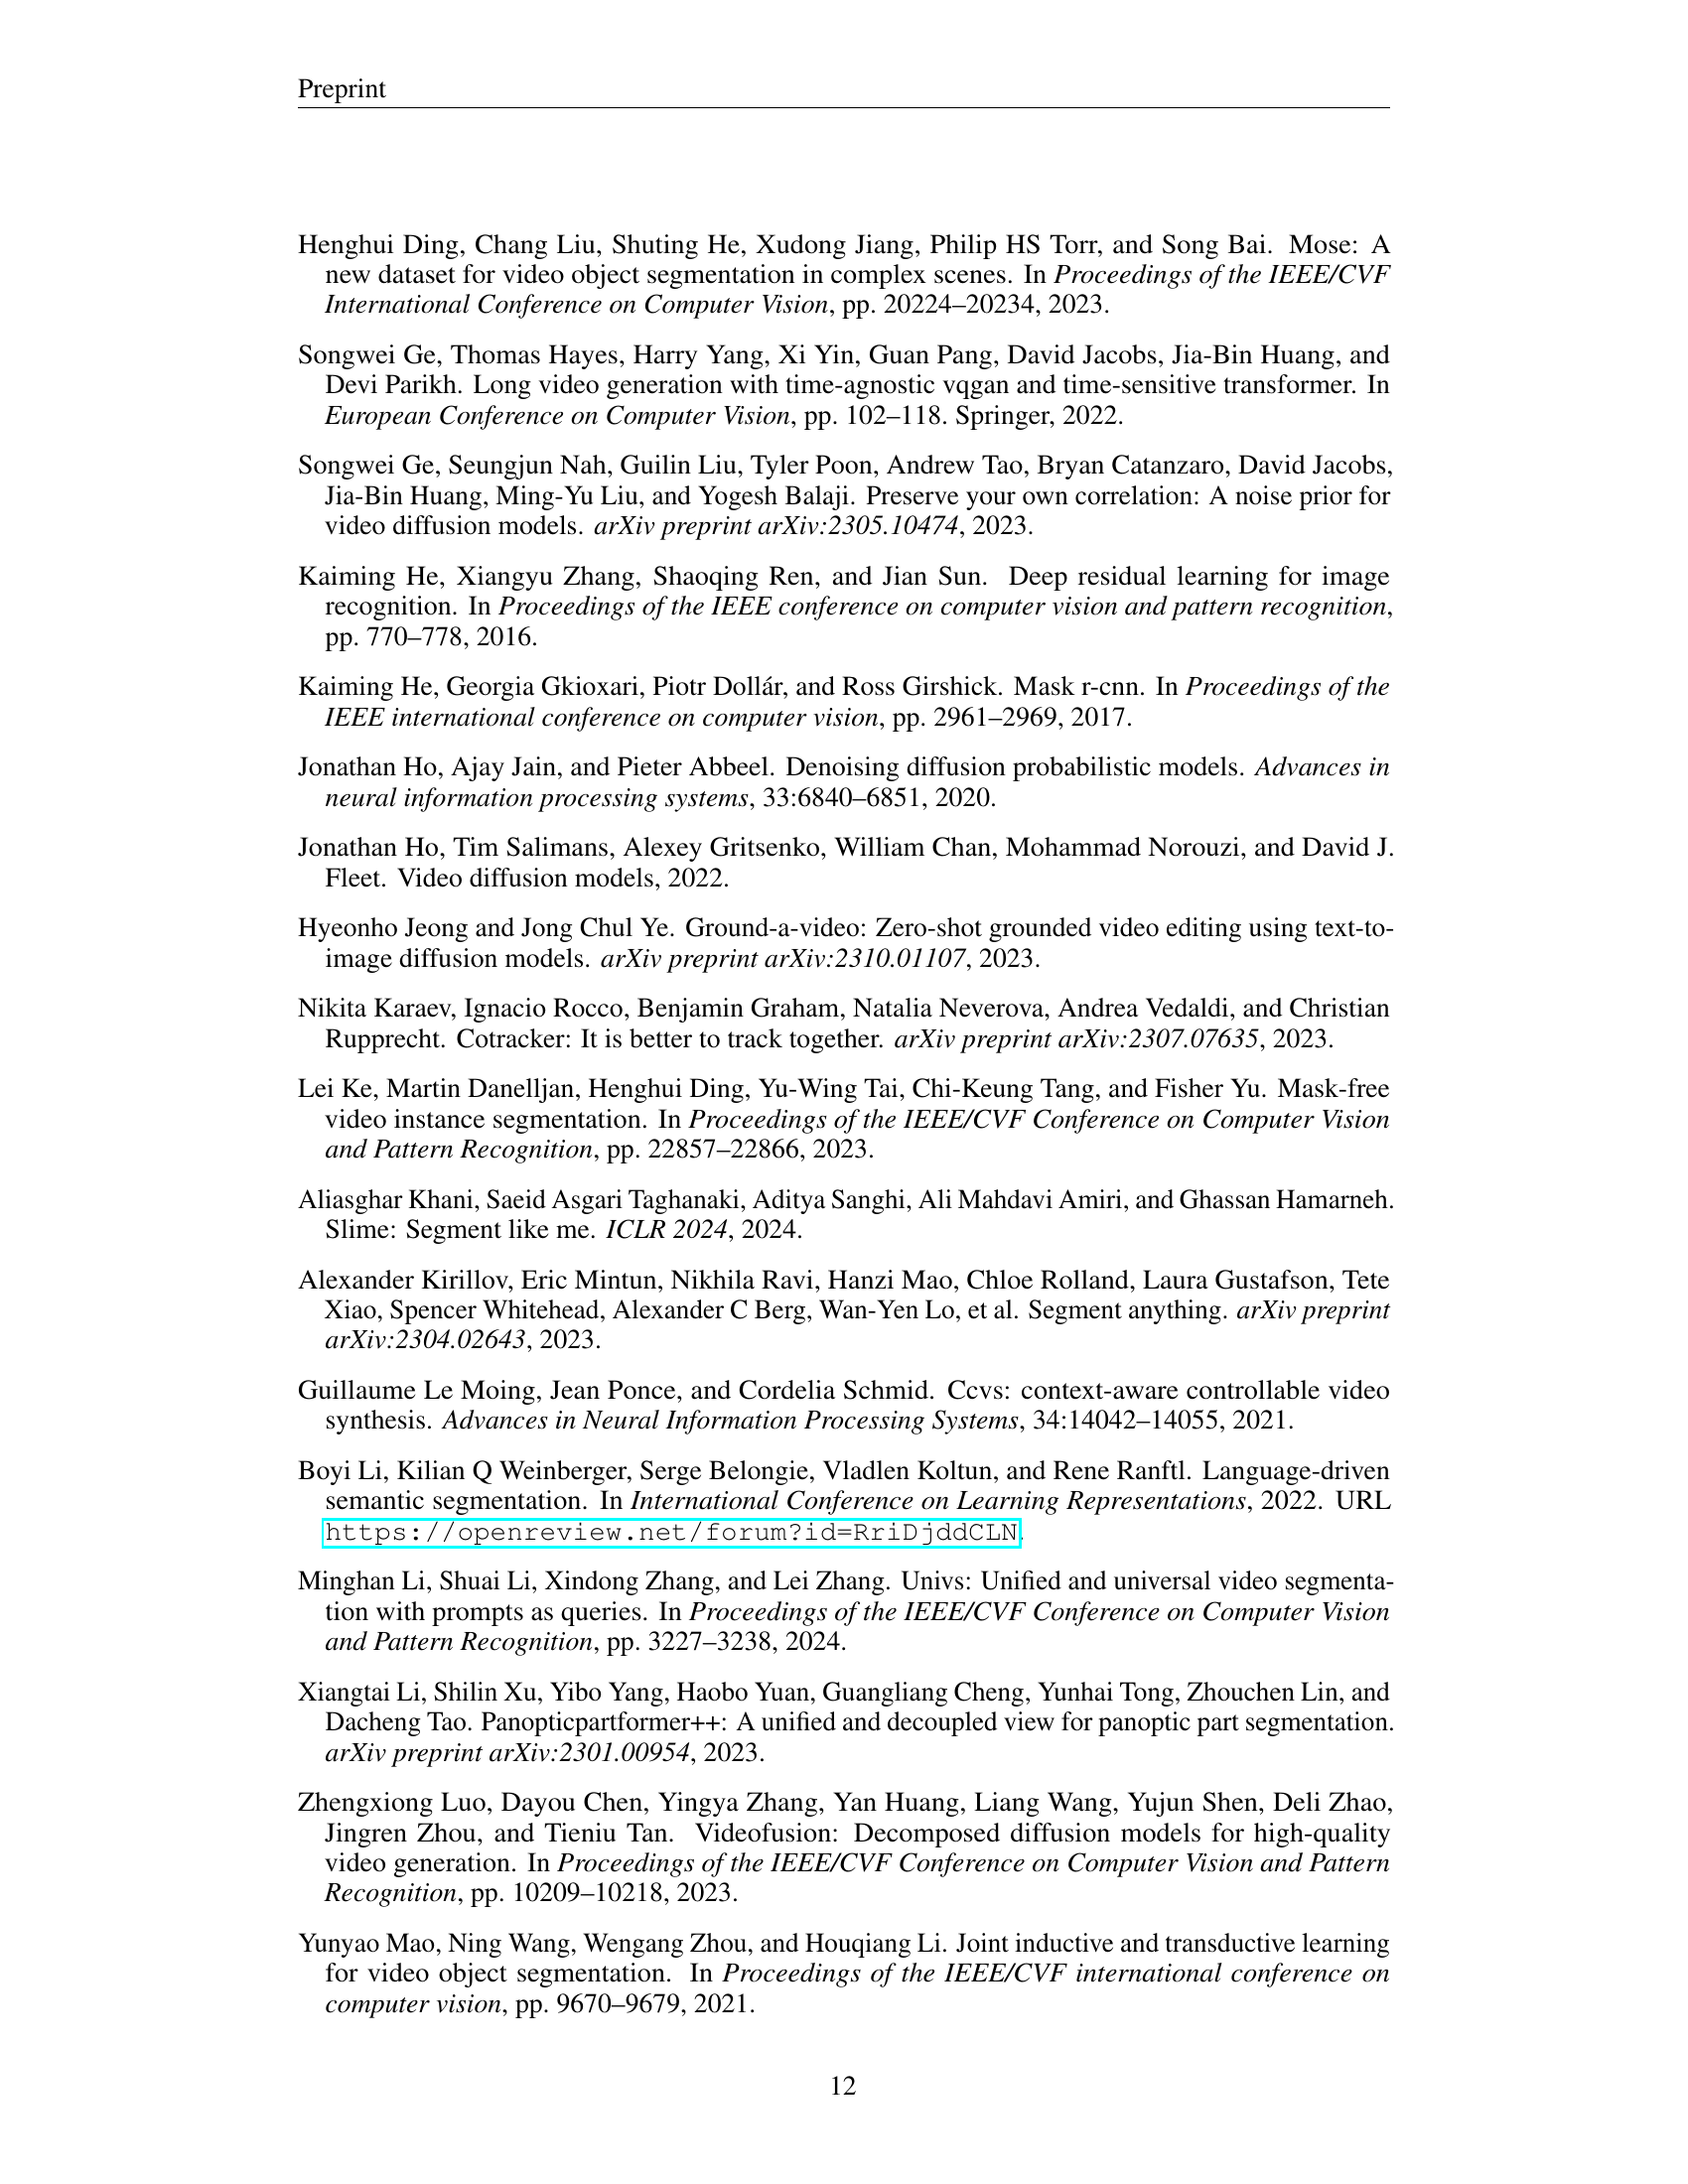 Preprint
Henghui Ding, Chang Liu, Shuting He, Xudong Jiang, Philip HS Torr, and Song Bai. Mose: A
new dataset for video object segmentation in complex scenes. In Proceedings of the IEEE/CVF
International Conference on Computer Vision, pp. 20224–20234, 2023.
Songwei Ge, Thomas Hayes, Harry Yang, Xi Yin, Guan Pang, David Jacobs, Jia-Bin Huang, and
Devi Parikh. Long video generation with time-agnostic vqgan and time-sensitive transformer. In
European Conference on Computer Vision, pp. 102–118. Springer, 2022.
Songwei Ge, Seungjun Nah, Guilin Liu, Tyler Poon, Andrew Tao, Bryan Catanzaro, David Jacobs,
Jia-Bin Huang, Ming-Yu Liu, and Yogesh Balaji. Preserve your own correlation: A noise prior for
video diffusion models. arXiv preprint arXiv:2305.10474, 2023.
Kaiming He, Xiangyu Zhang, Shaoqing Ren, and Jian Sun. Deep residual learning for image
recognition. In Proceedings of the IEEE conference on computer vision and pattern recognition,
pp. 770–778, 2016.
Kaiming He, Georgia Gkioxari, Piotr Dollár, and Ross Girshick. Mask r-cnn. In Proceedings of the
IEEE international conference on computer vision, pp. 2961–2969, 2017.
Jonathan Ho, Ajay Jain, and Pieter Abbeel. Denoising diffusion probabilistic models. Advances in
neural information processing systems, 33:6840–6851, 2020.
Jonathan Ho, Tim Salimans, Alexey Gritsenko, William Chan, Mohammad Norouzi, and David J.
Fleet. Video diffusion models, 2022.
Hyeonho Jeong and Jong Chul Ye. Ground-a-video: Zero-shot grounded video editing using text-to-
image diffusion models. arXiv preprint arXiv:2310.01107, 2023.
Nikita Karaev, Ignacio Rocco, Benjamin Graham, Natalia Neverova, Andrea Vedaldi, and Christian
Rupprecht. Cotracker: It is better to track together. arXiv preprint arXiv:2307.07635, 2023.
Lei Ke, Martin Danelljan, Henghui Ding, Yu-Wing Tai, Chi-Keung Tang, and Fisher Yu. Mask-free
video instance segmentation. In Proceedings of the IEEE/CVF Conference on Computer Vision
and Pattern Recognition, pp. 22857–22866, 2023.
Aliasghar Khani, Saeid Asgari Taghanaki, Aditya Sanghi, Ali Mahdavi Amiri, and Ghassan Hamarneh.
Slime: Segment like me. ICLR 2024, 2024.
Alexander Kirillov, Eric Mintun, Nikhila Ravi, Hanzi Mao, Chloe Rolland, Laura Gustafson, Tete
Xiao, Spencer Whitehead, Alexander C Berg, Wan-Yen Lo, et al. Segment anything. arXiv preprint
arXiv:2304.02643, 2023.
Guillaume Le Moing, Jean Ponce, and Cordelia Schmid. Ccvs: context-aware controllable video
synthesis. Advances in Neural Information Processing Systems, 34:14042–14055, 2021.
Boyi Li, Kilian Q Weinberger, Serge Belongie, Vladlen Koltun, and Rene Ranftl. Language-driven
semantic segmentation. In International Conference on Learning Representations, 2022. URL
https://openreview.net/forum?id=RriDjddCLN.
Minghan Li, Shuai Li, Xindong Zhang, and Lei Zhang. Univs: Unified and universal video segmenta-
tion with prompts as queries. In Proceedings of the IEEE/CVF Conference on Computer Vision
and Pattern Recognition, pp. 3227–3238, 2024.
Xiangtai Li, Shilin Xu, Yibo Yang, Haobo Yuan, Guangliang Cheng, Yunhai Tong, Zhouchen Lin, and
Dacheng Tao. Panopticpartformer++: A unified and decoupled view for panoptic part segmentation.
arXiv preprint arXiv:2301.00954, 2023.
Zhengxiong Luo, Dayou Chen, Yingya Zhang, Yan Huang, Liang Wang, Yujun Shen, Deli Zhao,
Jingren Zhou, and Tieniu Tan. Videofusion: Decomposed diffusion models for high-quality
video generation. In Proceedings of the IEEE/CVF Conference on Computer Vision and Pattern
Recognition, pp. 10209–10218, 2023.
Yunyao Mao, Ning Wang, Wengang Zhou, and Houqiang Li. Joint inductive and transductive learning
for video object segmentation. In Proceedings of the IEEE/CVF international conference on
computer vision, pp. 9670–9679, 2021.
12